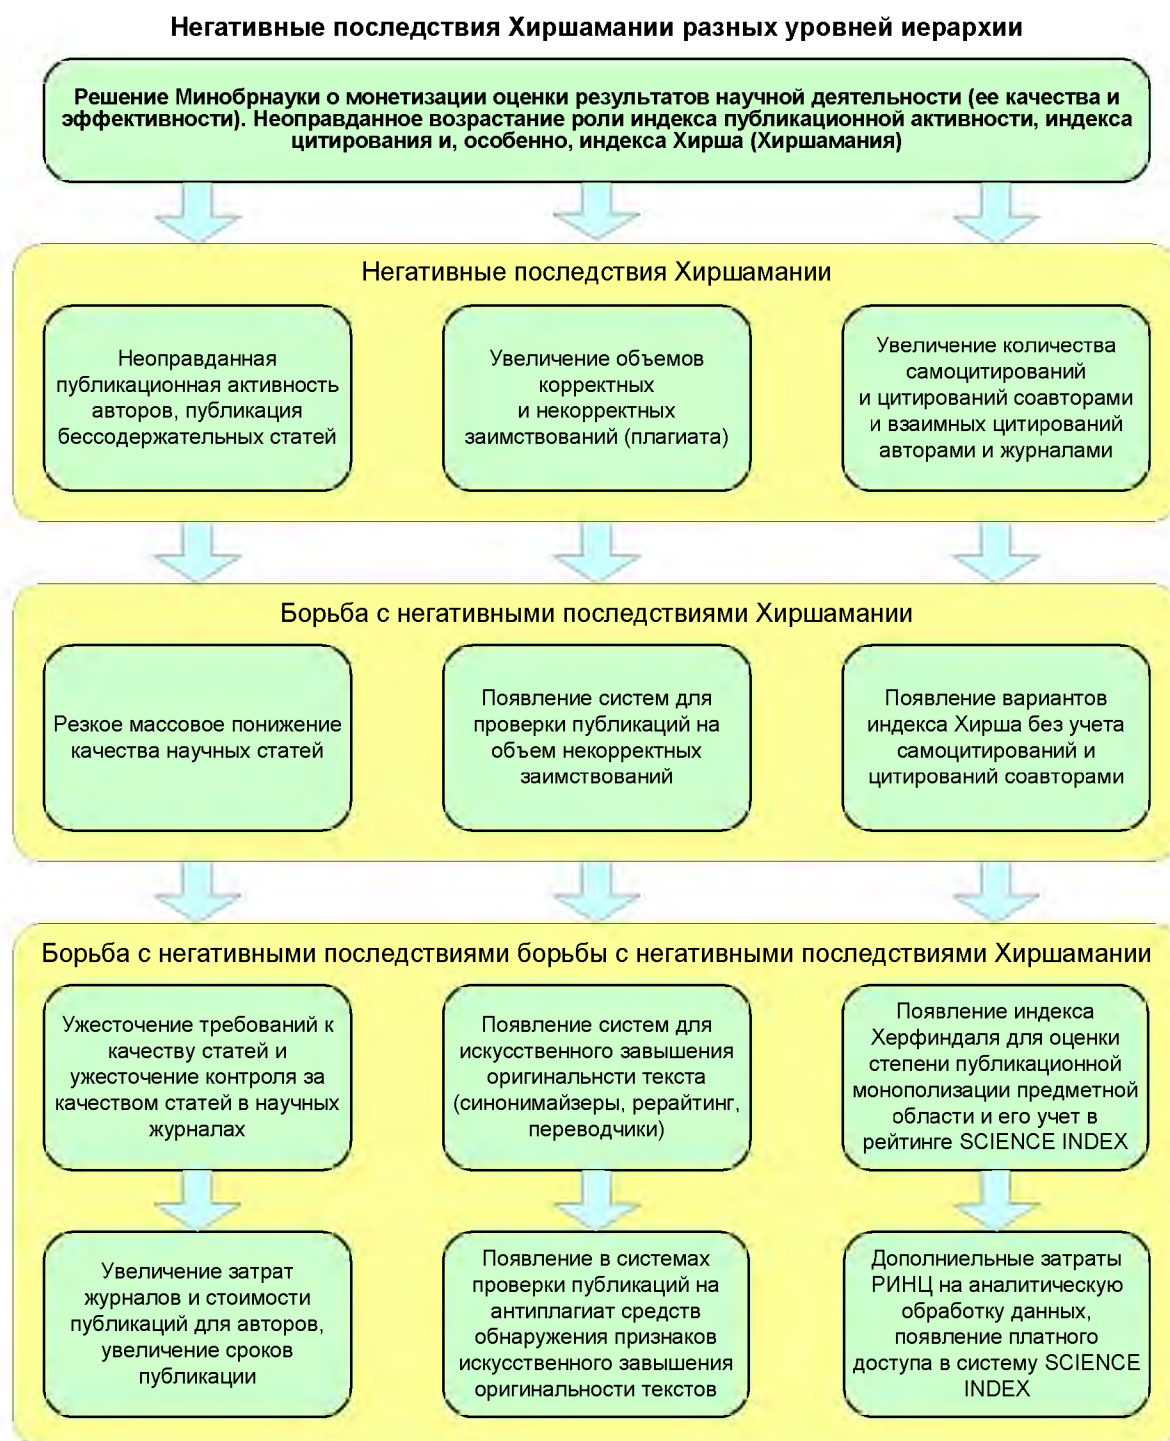 Негативные последствия Хиршамании разных уровней иерархии
Решение Минобрнауки о монетизации оценки результатов научной деятельности (ее качества и
эффективности). Неоправданное возрастание роли индекса публикационной активности, индекса
цитирования и, особенно, индекса Хирша (Хиршамания)
Негативные последствия Хиршамании
Неоправданная
публикационная активность
авторов, публикация
бессодержательных статей
Увеличение объемов
корректных
и некорректных
заимствований (плагиата)
Увеличение количества
самоцитирований
и цитирований соавторами
и взаимных цитирований
авторами и журналами
Борьба с негативными последствиями Хиршамании
Резкое массовое понижение
качества научных статей
Появление систем для
проверки публикаций на
объем некорректных
заимствований
Появление вариантов
индекса Хирша без учета
самоцитирований и
цитирований соавторами
Борьба с негативными последствиями борьбы с негативными последствиями Хиршамании
Ужесточение требований к
качеству статей и
ужесточение контроля за
качеством статей в научных
журналах
Появление систем для
искусственного завышения
оригинальнсти текста
(синонимайзеры, рерайтинг,
переводчики)
Появление индекса
Херфиндаля для оценки
степени публикационной
монополизации предметной
области и его учет в
рейтинге SCIENCE INDEX
Увеличение затрат
журналов и стоимости
публикаций для авторов,
увеличение сроков
публикации
Появление в системах
проверки публикаций на
антиплагиат средств
обнаружения признаков
искусственного завышения
оригинальности текстов
Дополниельные затраты
РИНЦ на аналитическую
обработку данных,
появление платного
доступа в систему SCIENCE
INDEX